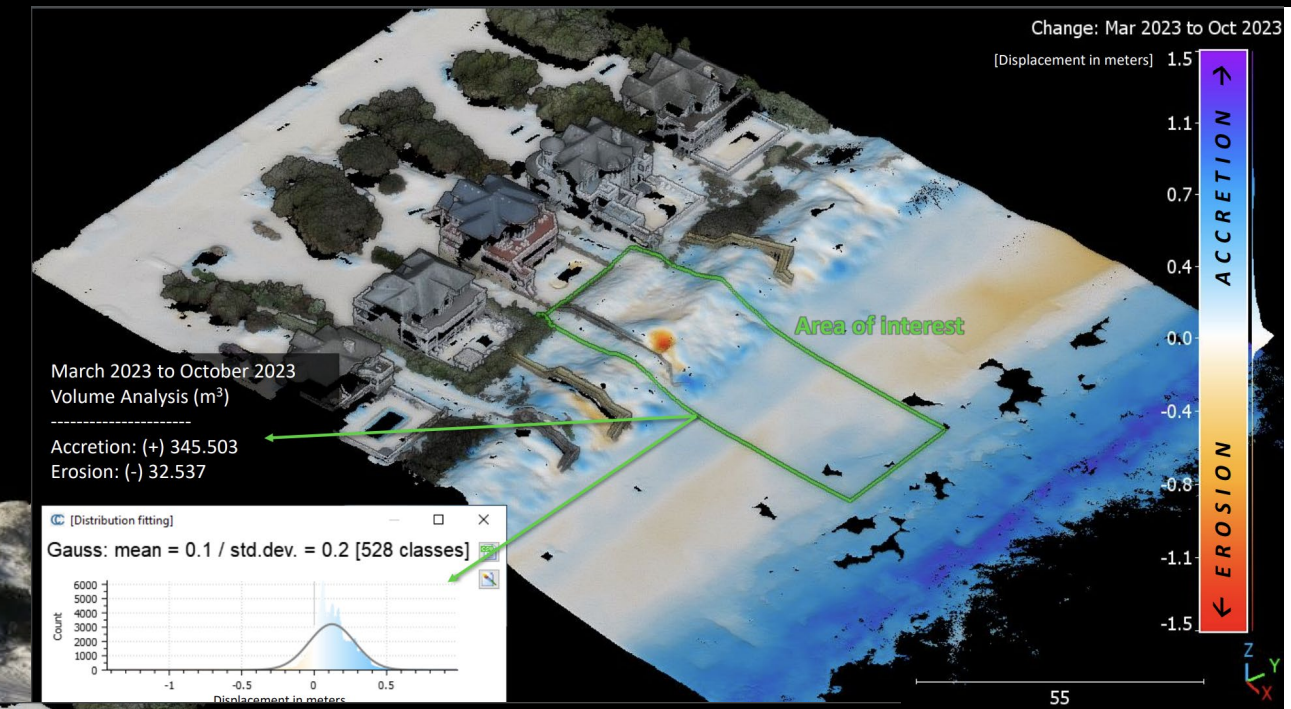 Change: Mar 2023 to Oct 2023
[Displacement in meters]
1.5
1.1
0.7
0.4
0.0
-0.4
-0.8
-1.1
-1.5
ACCRETION →
← EROSION
Area of interest
March 2023 to October 2023
Volume Analysis (m³)
----------------------
Accretion: (+) 345.503
Erosion: (-) 32.537
[Distribution fitting]
Gauss: mean = 0.1 / std.dev. = 0.2 [528 classes]
Count
6000
5000
4000
3000
2000
1000
0
-1 -0.5 0 0.5
Displacement in meters
55
Z
Y
X